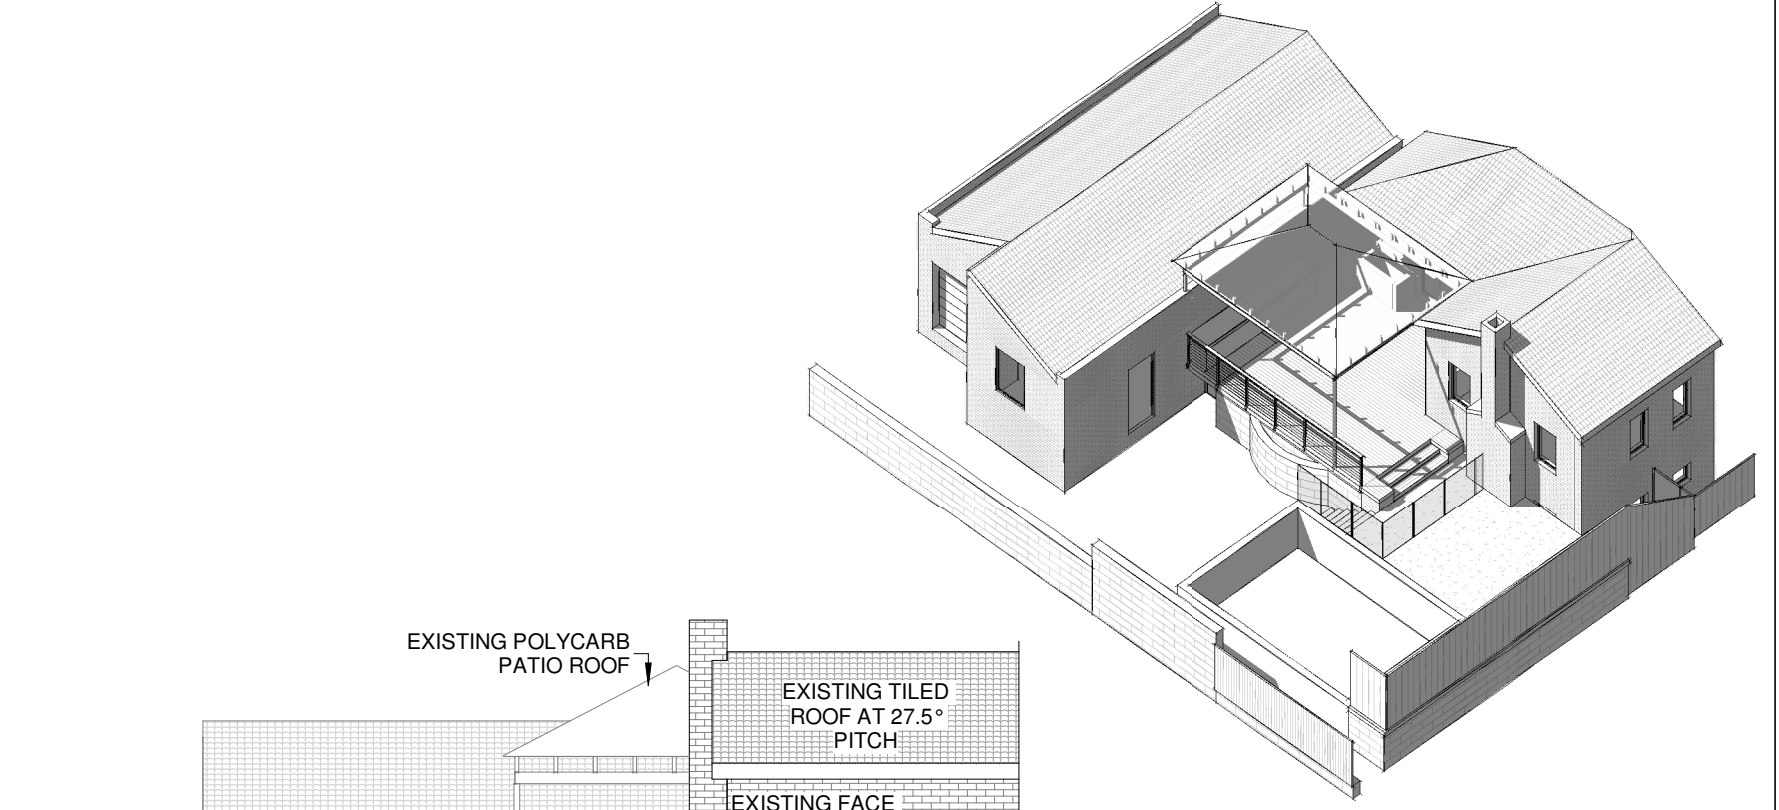 EXISTING POLYCARB
PATIO ROOF
EXISTING TILED
ROOF AT 27.5°
PITCH
EXISTING FACE